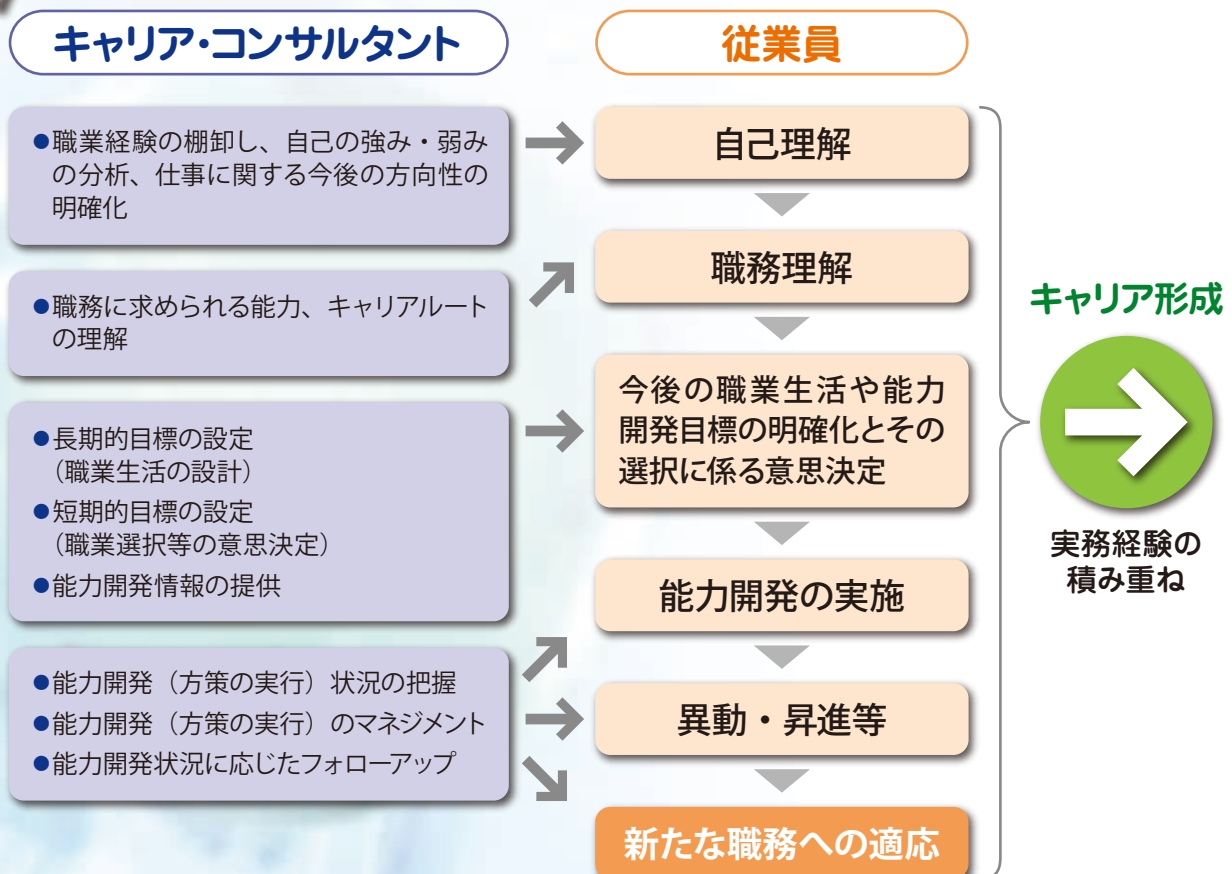 キャリア・コンサルタント
従業員
●職業経験の棚卸し、自己の強み・弱み
の分析、仕事に関する今後の方向性の
明確化
自己理解
●職務に求められる能力、キャリアルート
の理解
職務理解
●長期的目標の設定
（職業生活の設計）
●短期的目標の設定
（職業選択等の意思決定）
●能力開発情報の提供
今後の職業生活や能力
開発目標の明確化とその
選択に係る意思決定
能力開発の実施
●能力開発（方策の実行）状況の把握
●能力開発（方策の実行）のマネジメント
●能力開発状況に応じたフォローアップ
異動・昇進等
新たな職務への適応
キャリア形成
実務経験の
積み重ね